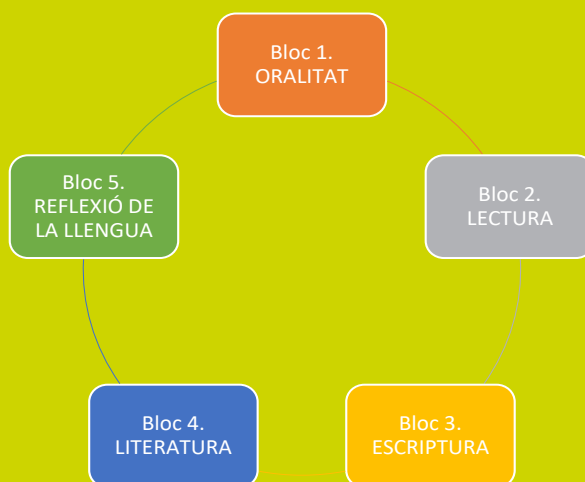 Bloc 1.
ORALITAT
Bloc 2.
LECTURA
Bloc 3.
ESCRIPTURA
Bloc 4.
LITERATURA
Bloc 5.
REFLEXIÓ DE
LA LLENGUA